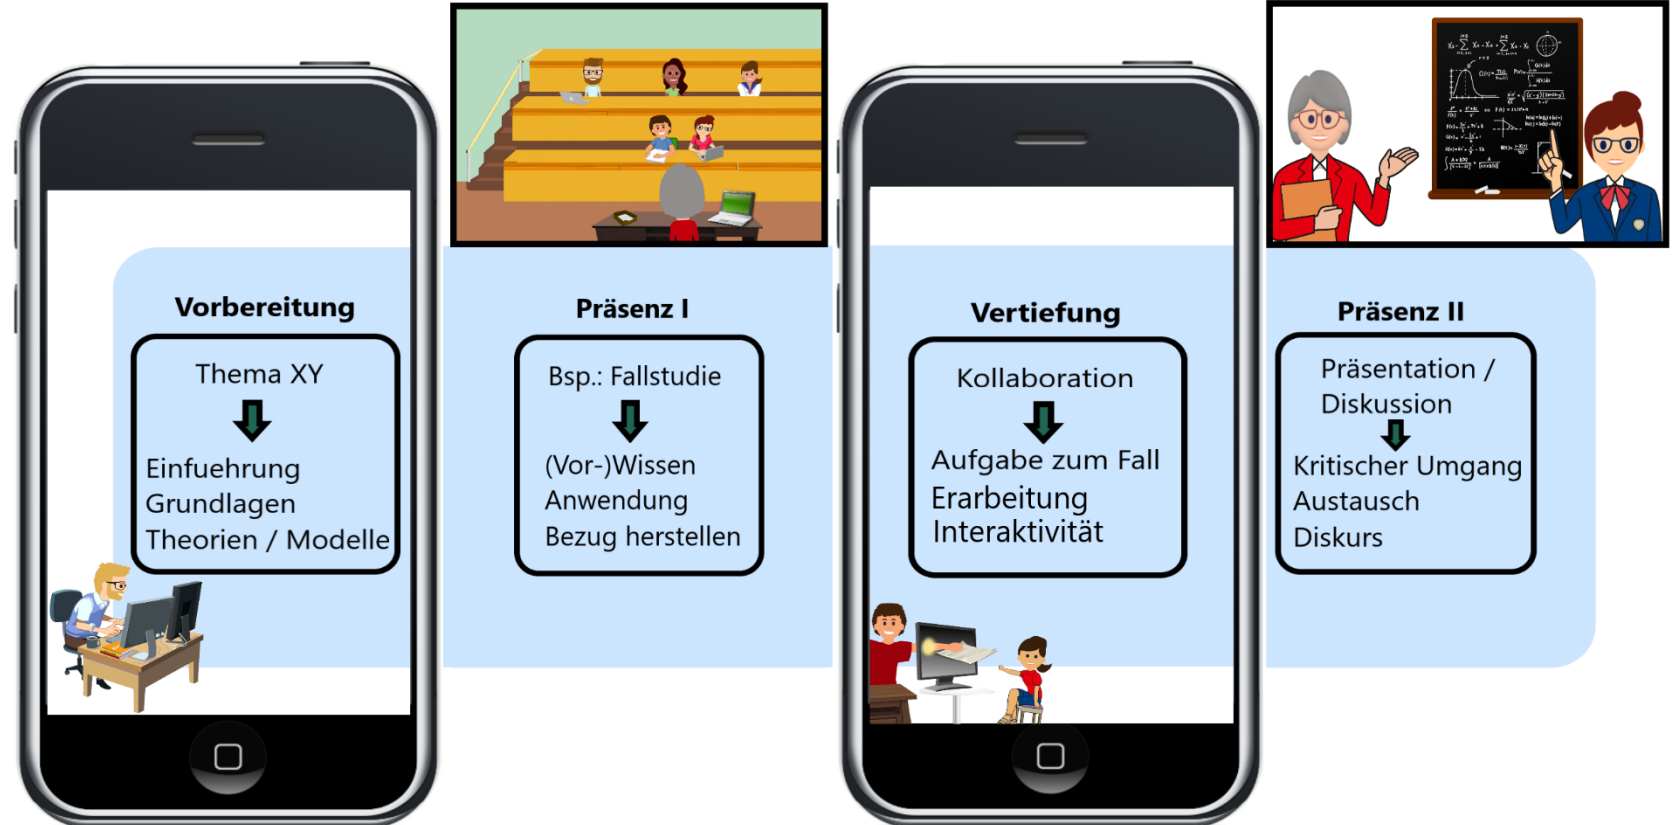 Vorbereitung
Thema XY
Einfuehrung
Grundlagen
Theorien / Modelle
Präsenz I
Bsp.: Fallstudie
(Vor-)Wissen
Anwendung
Bezug herstellen
Vertiefung
Kollaboration
Aufgabe zum Fall
Erarbeitung
Interaktivität
Präsenz II
Präsentation /
Diskussion
Kritischer Umgang
Austausch
Diskurs